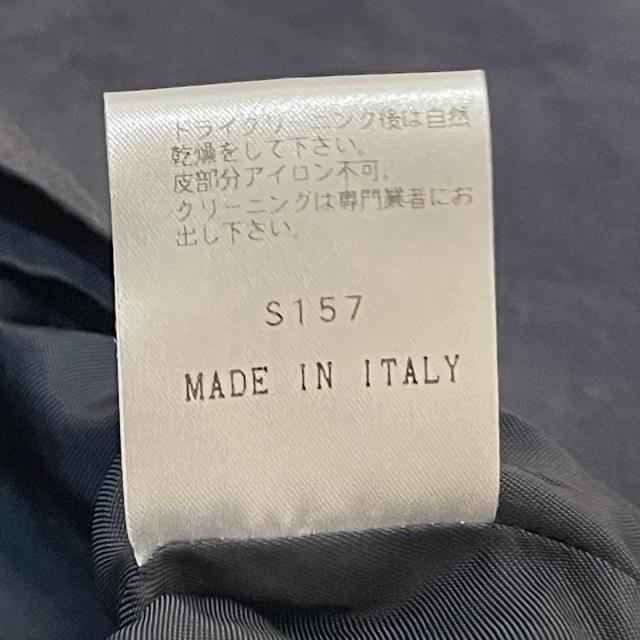 ドライクリーニング後は自然
乾燥をして下さい。
皮部分アイロン不可。
クリーニングは専門業者にお
出し下さい。
S157
MADE IN ITALY